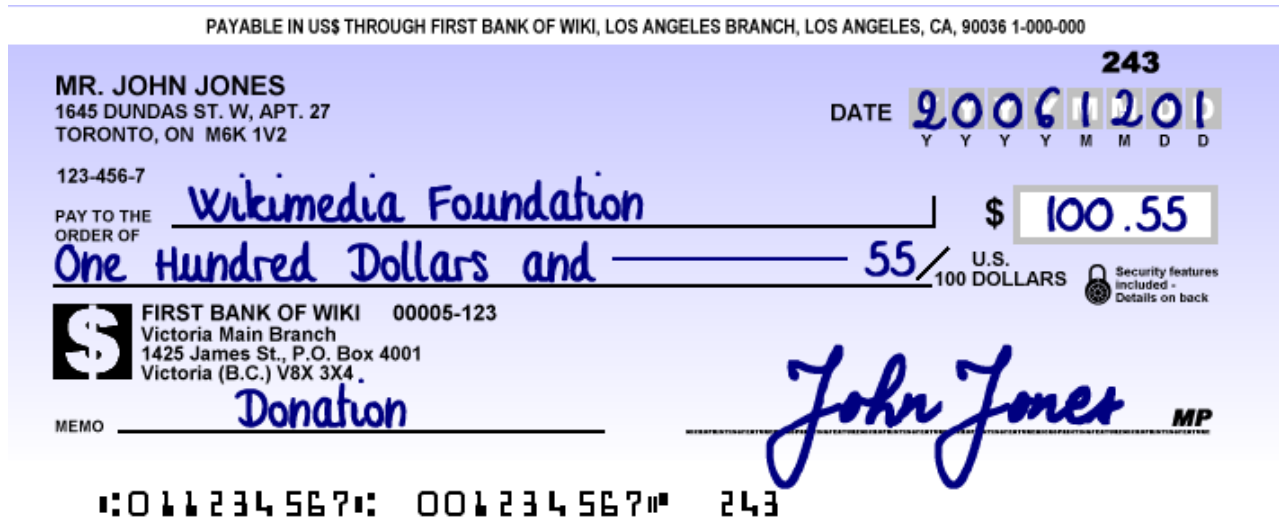 PAYABLE IN US$ THROUGH FIRST BANK OF WIKI, LOS ANGELES BRANCH, LOS ANGELES, CA, 90036 1-000-000
243
MR. JOHN JONES
1645 DUNDAS ST. W, APT. 27
TORONTO, ON M6K 1V2
DATE 20061201
Y Y Y Y M M D D
123-456-7
PAY TO THE ORDER OF Wikimedia Foundation $ 100.55
One Hundred Dollars and 55/100 DOLLARS U.S.
Security features included - Details on back
$
FIRST BANK OF WIKI 00005-123
Victoria Main Branch
1425 James St., P.O. Box 4001
Victoria (B.C.) V8X 3X4
MEMO Donation
John Jones MP
⑆011234567⑆ 001234567⑈ 243